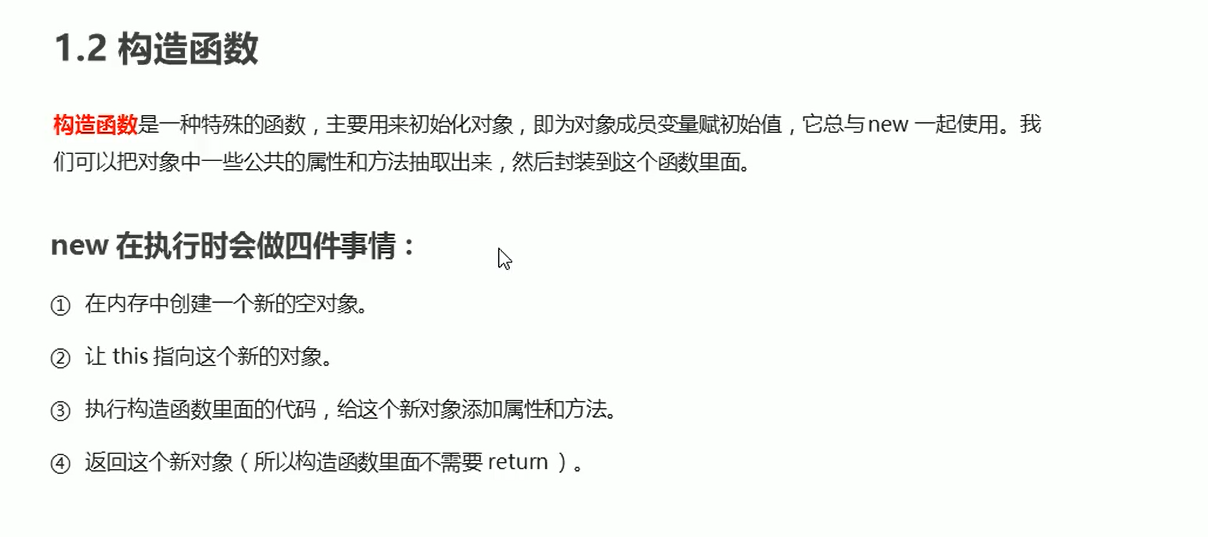 1.2 构造函数
构造函数是一种特殊的函数，主要用来初始化对象，即为对象成员变量赋初始值，它总与 new 一起使用。我
们可以把对象中一些公共的属性和方法抽取出来，然后封装到这个函数里面。
new 在执行时会做四件事情：
① 在内存中创建一个新的空对象。
② 让 this 指向这个新的对象。
③ 执行构造函数里面的代码，给这个新对象添加属性和方法。
④ 返回这个新对象（所以构造函数里面不需要 return ）。